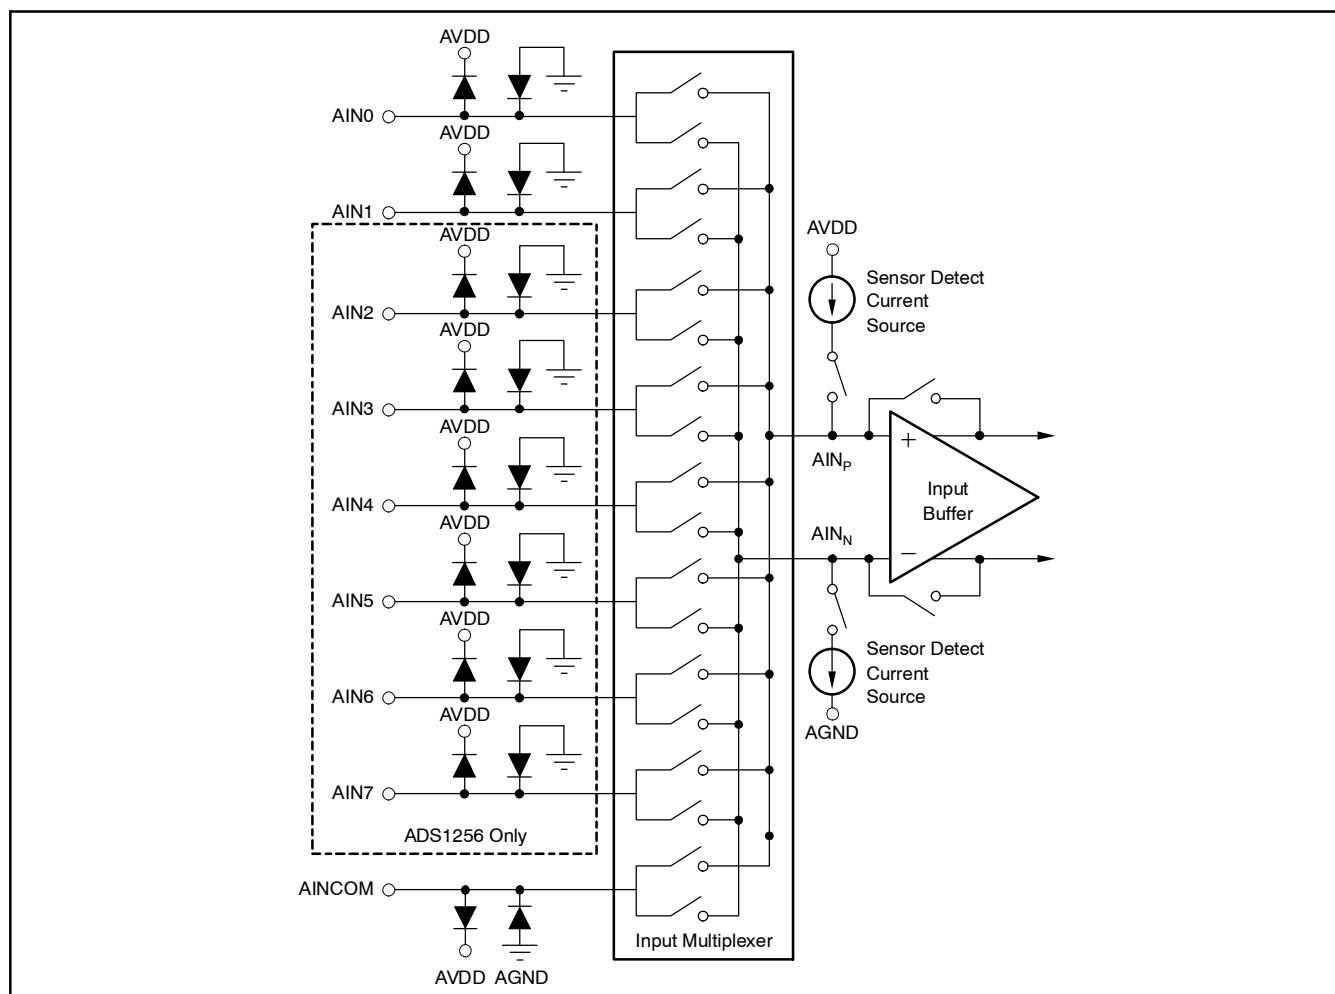 AVDD
AIN0
AVDD
AIN1
AVDD
AIN2
AVDD
AIN3
AVDD
AIN4
AVDD
AIN5
AVDD
AIN6
AVDD
AIN7
ADS1256 Only
AINCOM
AVDD AGND
Input Multiplexer
AVDD
Sensor Detect
Current
Source
AINP
+
Input
Buffer
AINN
−
Sensor Detect
Current
Source
AGND